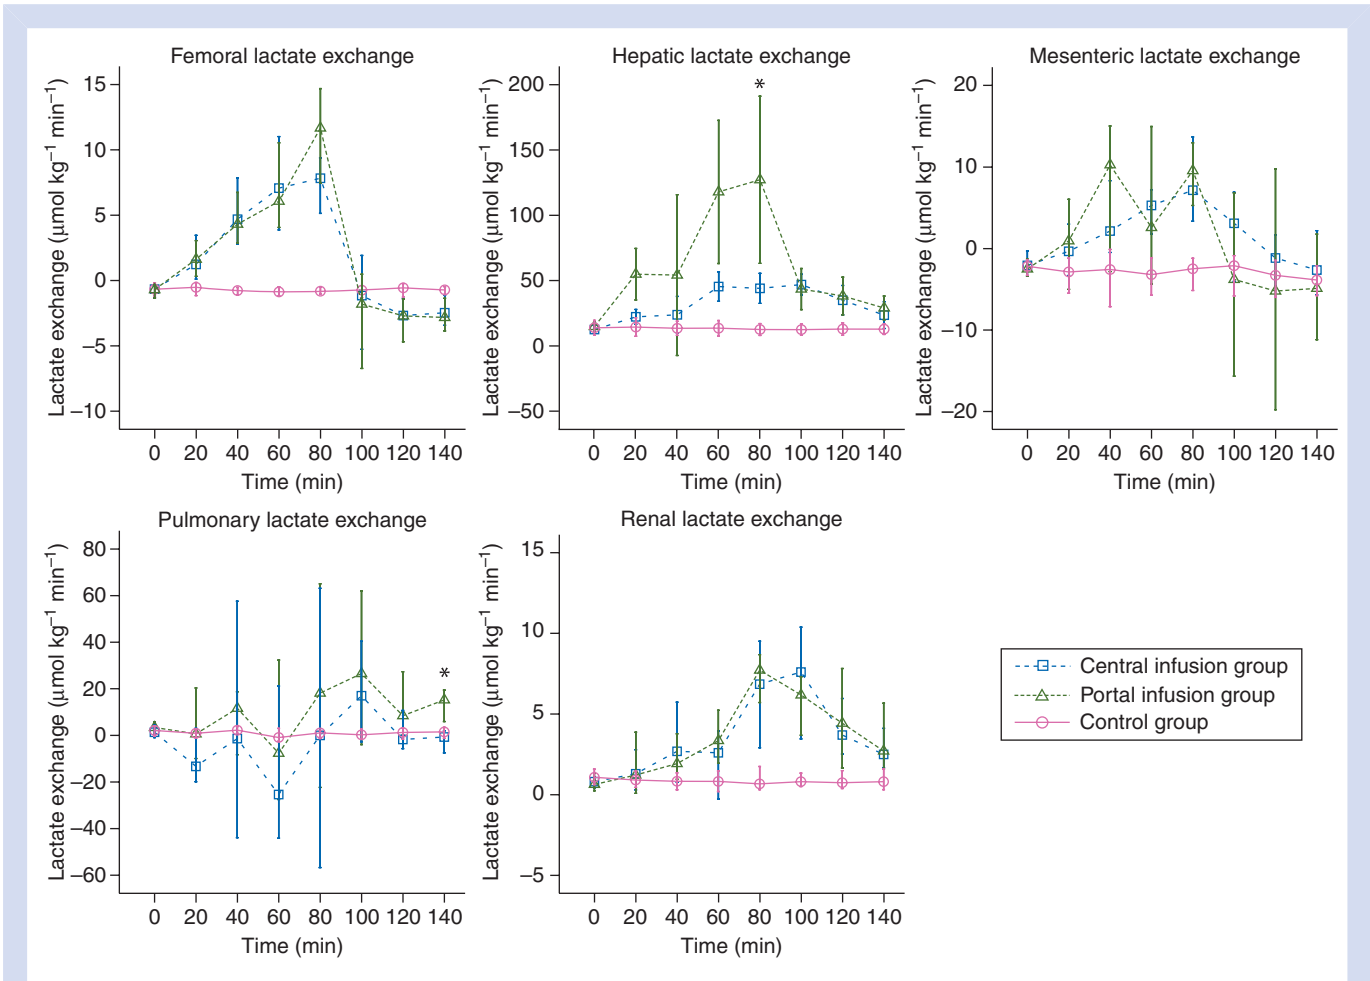 Femoral lactate exchange
Lactate exchange (µmol kg⁻¹ min⁻¹)
15
10
5
0
–5
–10
0 20 40 60 80 100 120 140
Time (min)
Hepatic lactate exchange
Lactate exchange (µmol kg⁻¹ min⁻¹)
200
150
100
50
0
–50
*
0 20 40 60 80 100 120 140
Time (min)
Mesenteric lactate exchange
Lactate exchange (µmol kg⁻¹ min⁻¹)
20
10
0
–10
–20
0 20 40 60 80 100 120 140
Time (min)
Pulmonary lactate exchange
Lactate exchange (µmol kg⁻¹ min⁻¹)
80
60
40
20
0
–20
–40
–60
*
0 20 40 60 80 100 120 140
Time (min)
Renal lactate exchange
Lactate exchange (µmol kg⁻¹ min⁻¹)
15
10
5
0
–5
0 20 40 60 80 100 120 140
Time (min)
Central infusion group
Portal infusion group
Control group